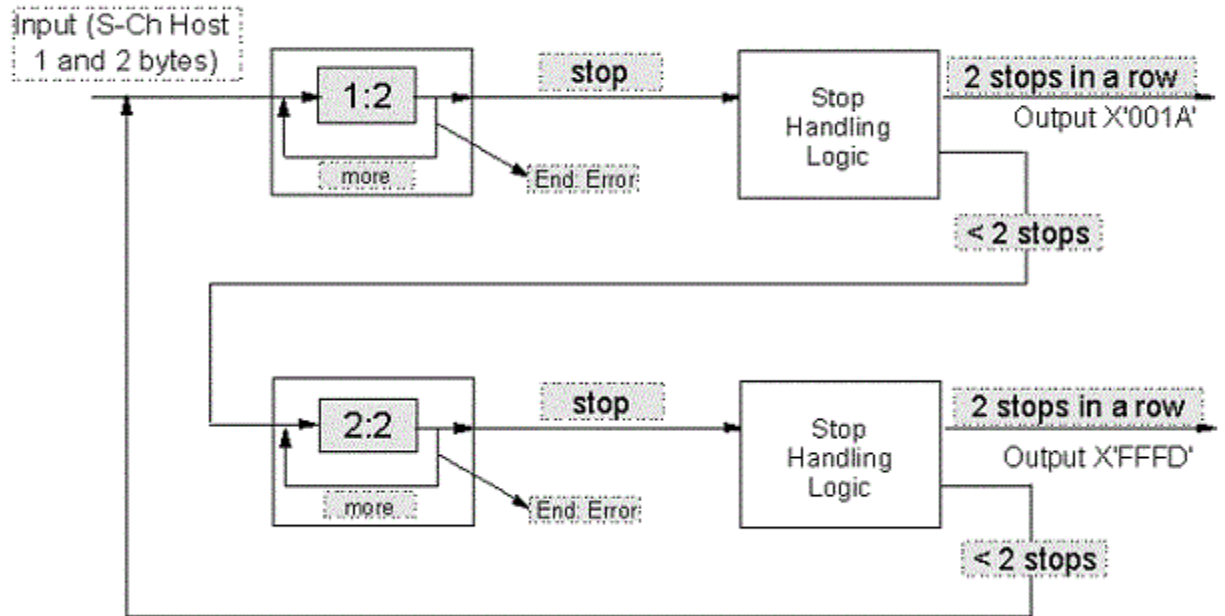 Input (S-Ch Host
1 and 2 bytes)
1:2
more
End: Error
stop
Stop
Handling
Logic
2 stops in a row
Output X'001A'
< 2 stops
2:2
more
End: Error
stop
Stop
Handling
Logic
2 stops in a row
Output X'FFFD'
< 2 stops